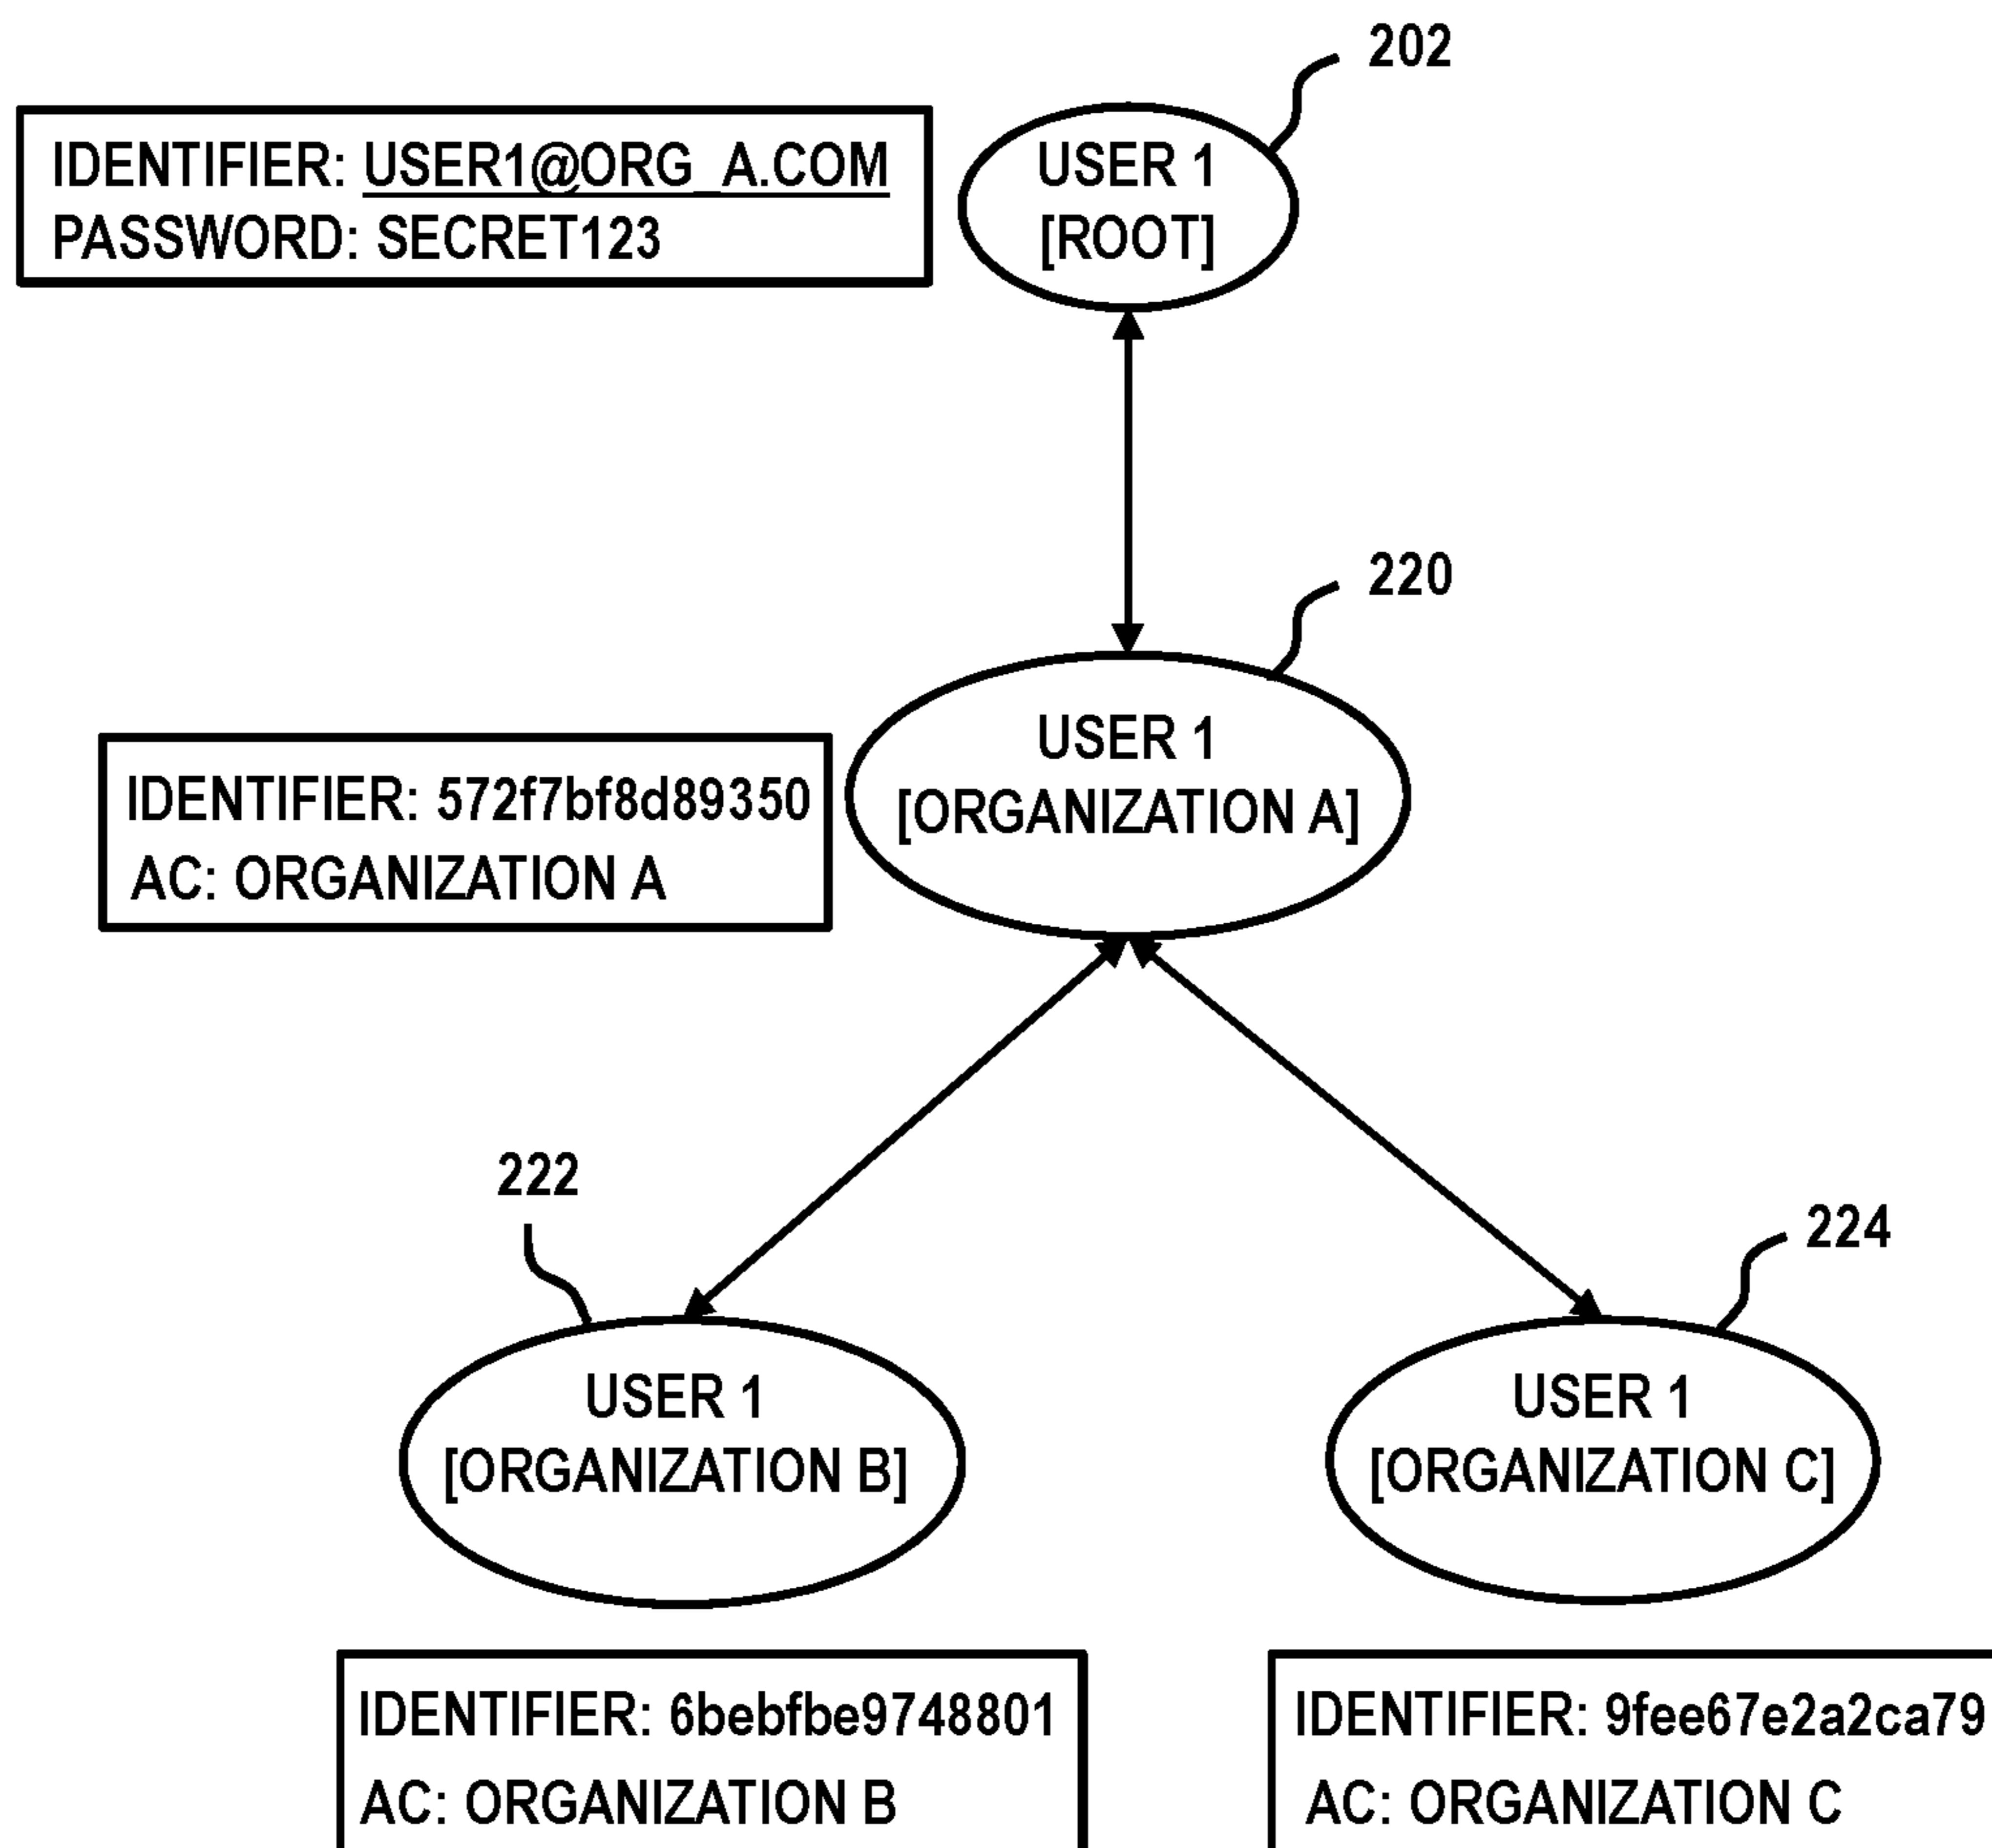 202
IDENTIFIER: USER1@ORG_A.COM
PASSWORD: SECRET123
USER 1
[ROOT]
220
USER 1
[ORGANIZATION A]
IDENTIFIER: 572f7bf8d89350
AC: ORGANIZATION A
222
224
USER 1
[ORGANIZATION B]
USER 1
[ORGANIZATION C]
IDENTIFIER: 6bebfbe9748801
AC: ORGANIZATION B
IDENTIFIER: 9fee67e2a2ca79
AC: ORGANIZATION C